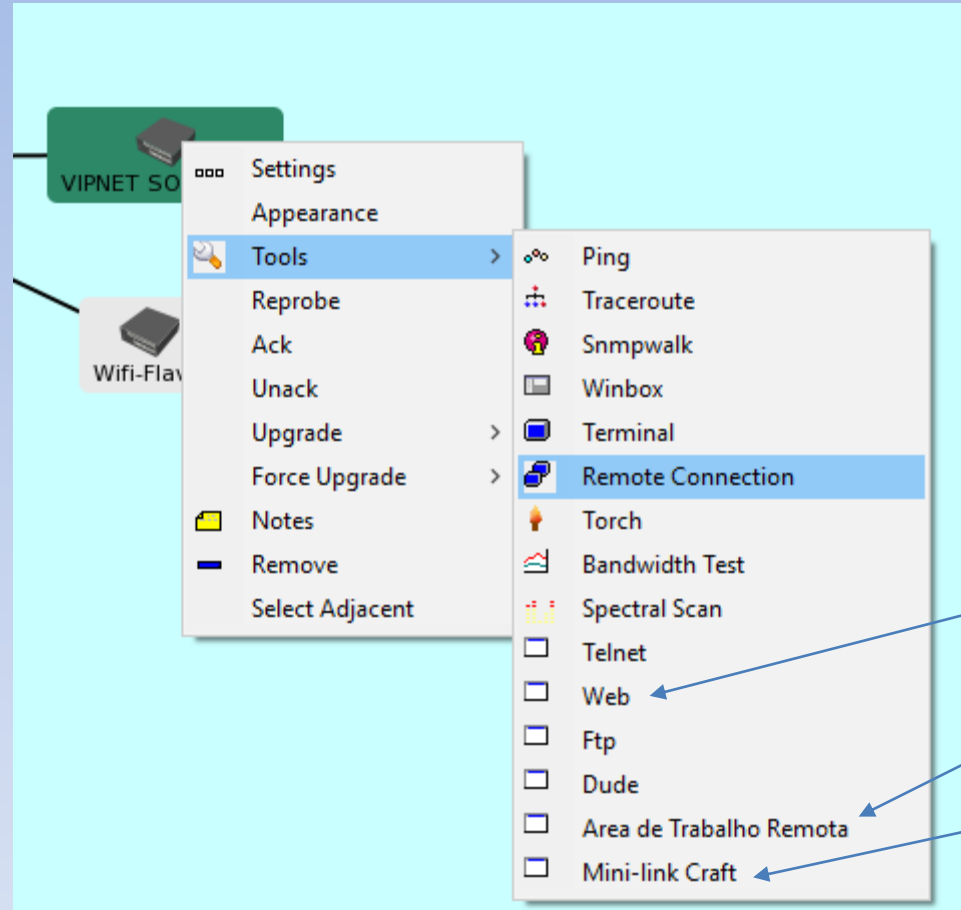 VIPNET SO
Wifi-Flav
Settings
Appearance
Tools
Reprobe
Ack
Unack
Upgrade
Force Upgrade
Notes
Remove
Select Adjacent
Ping
Traceroute
Snmpwalk
Winbox
Terminal
Remote Connection
Torch
Bandwidth Test
Spectral Scan
Telnet
Web
Ftp
Dude
Area de Trabalho Remota
Mini-link Craft